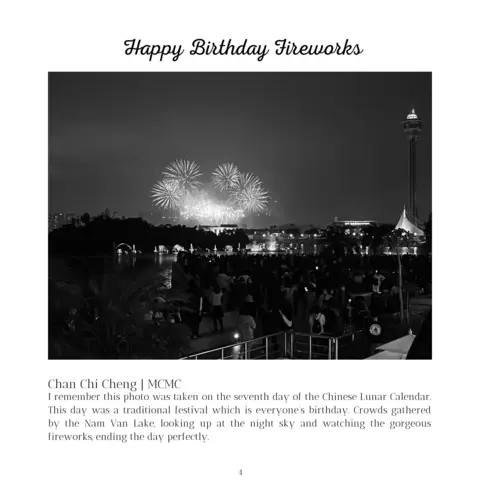 Happy Birthday Fireworks
Chan Chi Cheng | MCMC
I remember this photo was taken on the seventh day of the Chinese Lunar Calendar.
This day was a traditional festival which is everyone's birthday. Crowds gathered
by the Nam Van Lake, looking up at the night sky and watching the gorgeous
fireworks, ending the day perfectly.
4